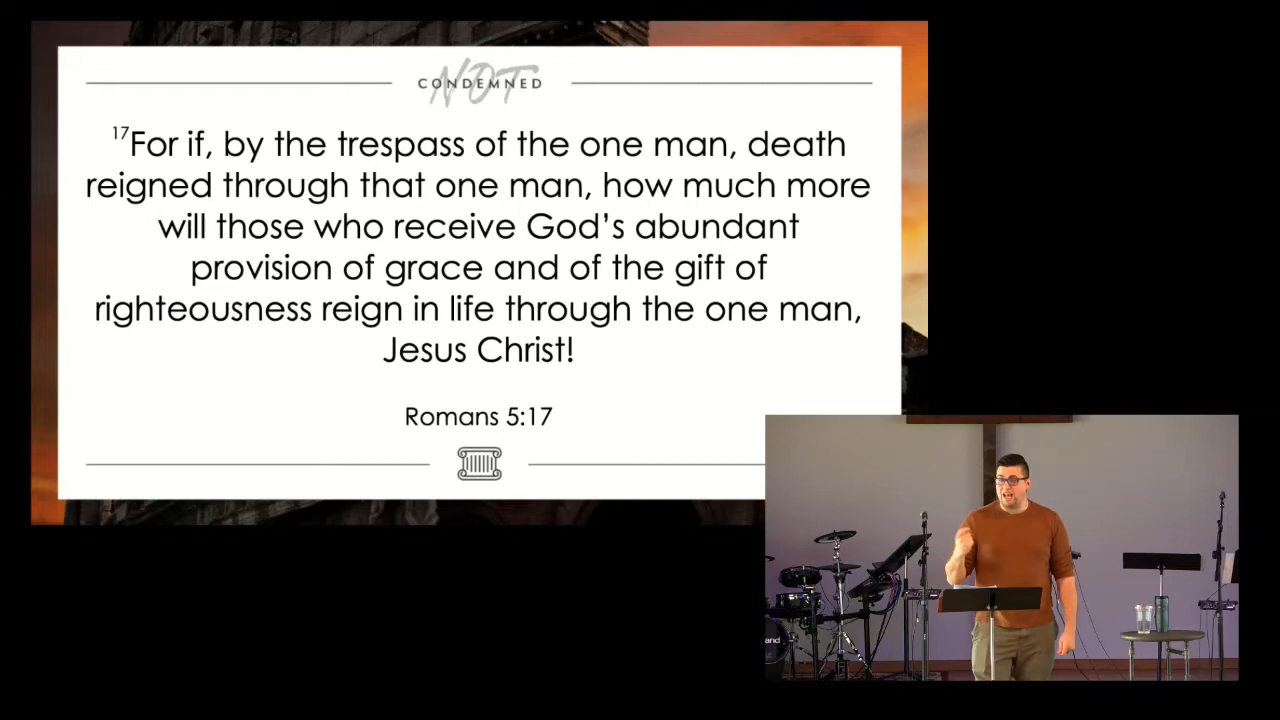 NOT
CONDEMNED
17For if, by the trespass of the one man, death
reigned through that one man, how much more
will those who receive God’s abundant
provision of grace and of the gift of
righteousness reign in life through the one man,
Jesus Christ!
Romans 5:17